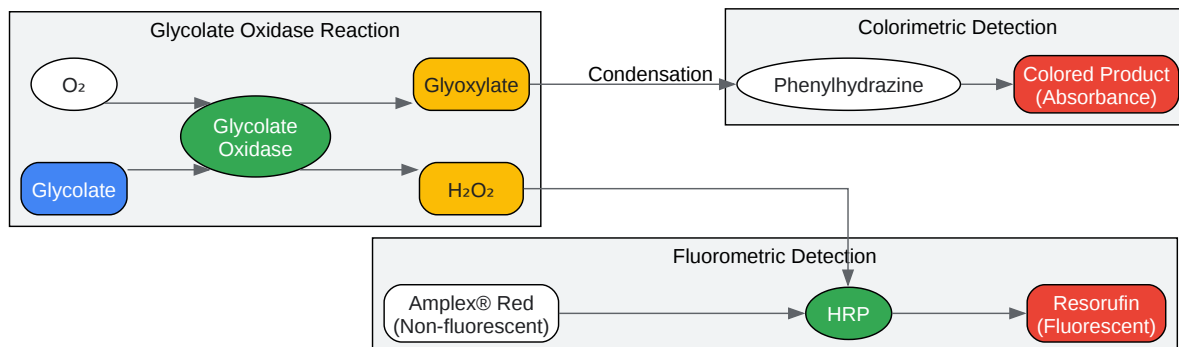 Glycolate Oxidase Reaction
O₂
Glycolate
Oxidase
Glycolate
Glyoxylate
H₂O₂
Condensation
Colorimetric Detection
Phenylhydrazine
Colored Product
(Absorbance)
Fluorometric Detection
Amplex® Red
(Non-fluorescent)
HRP
Resorufin
(Fluorescent)